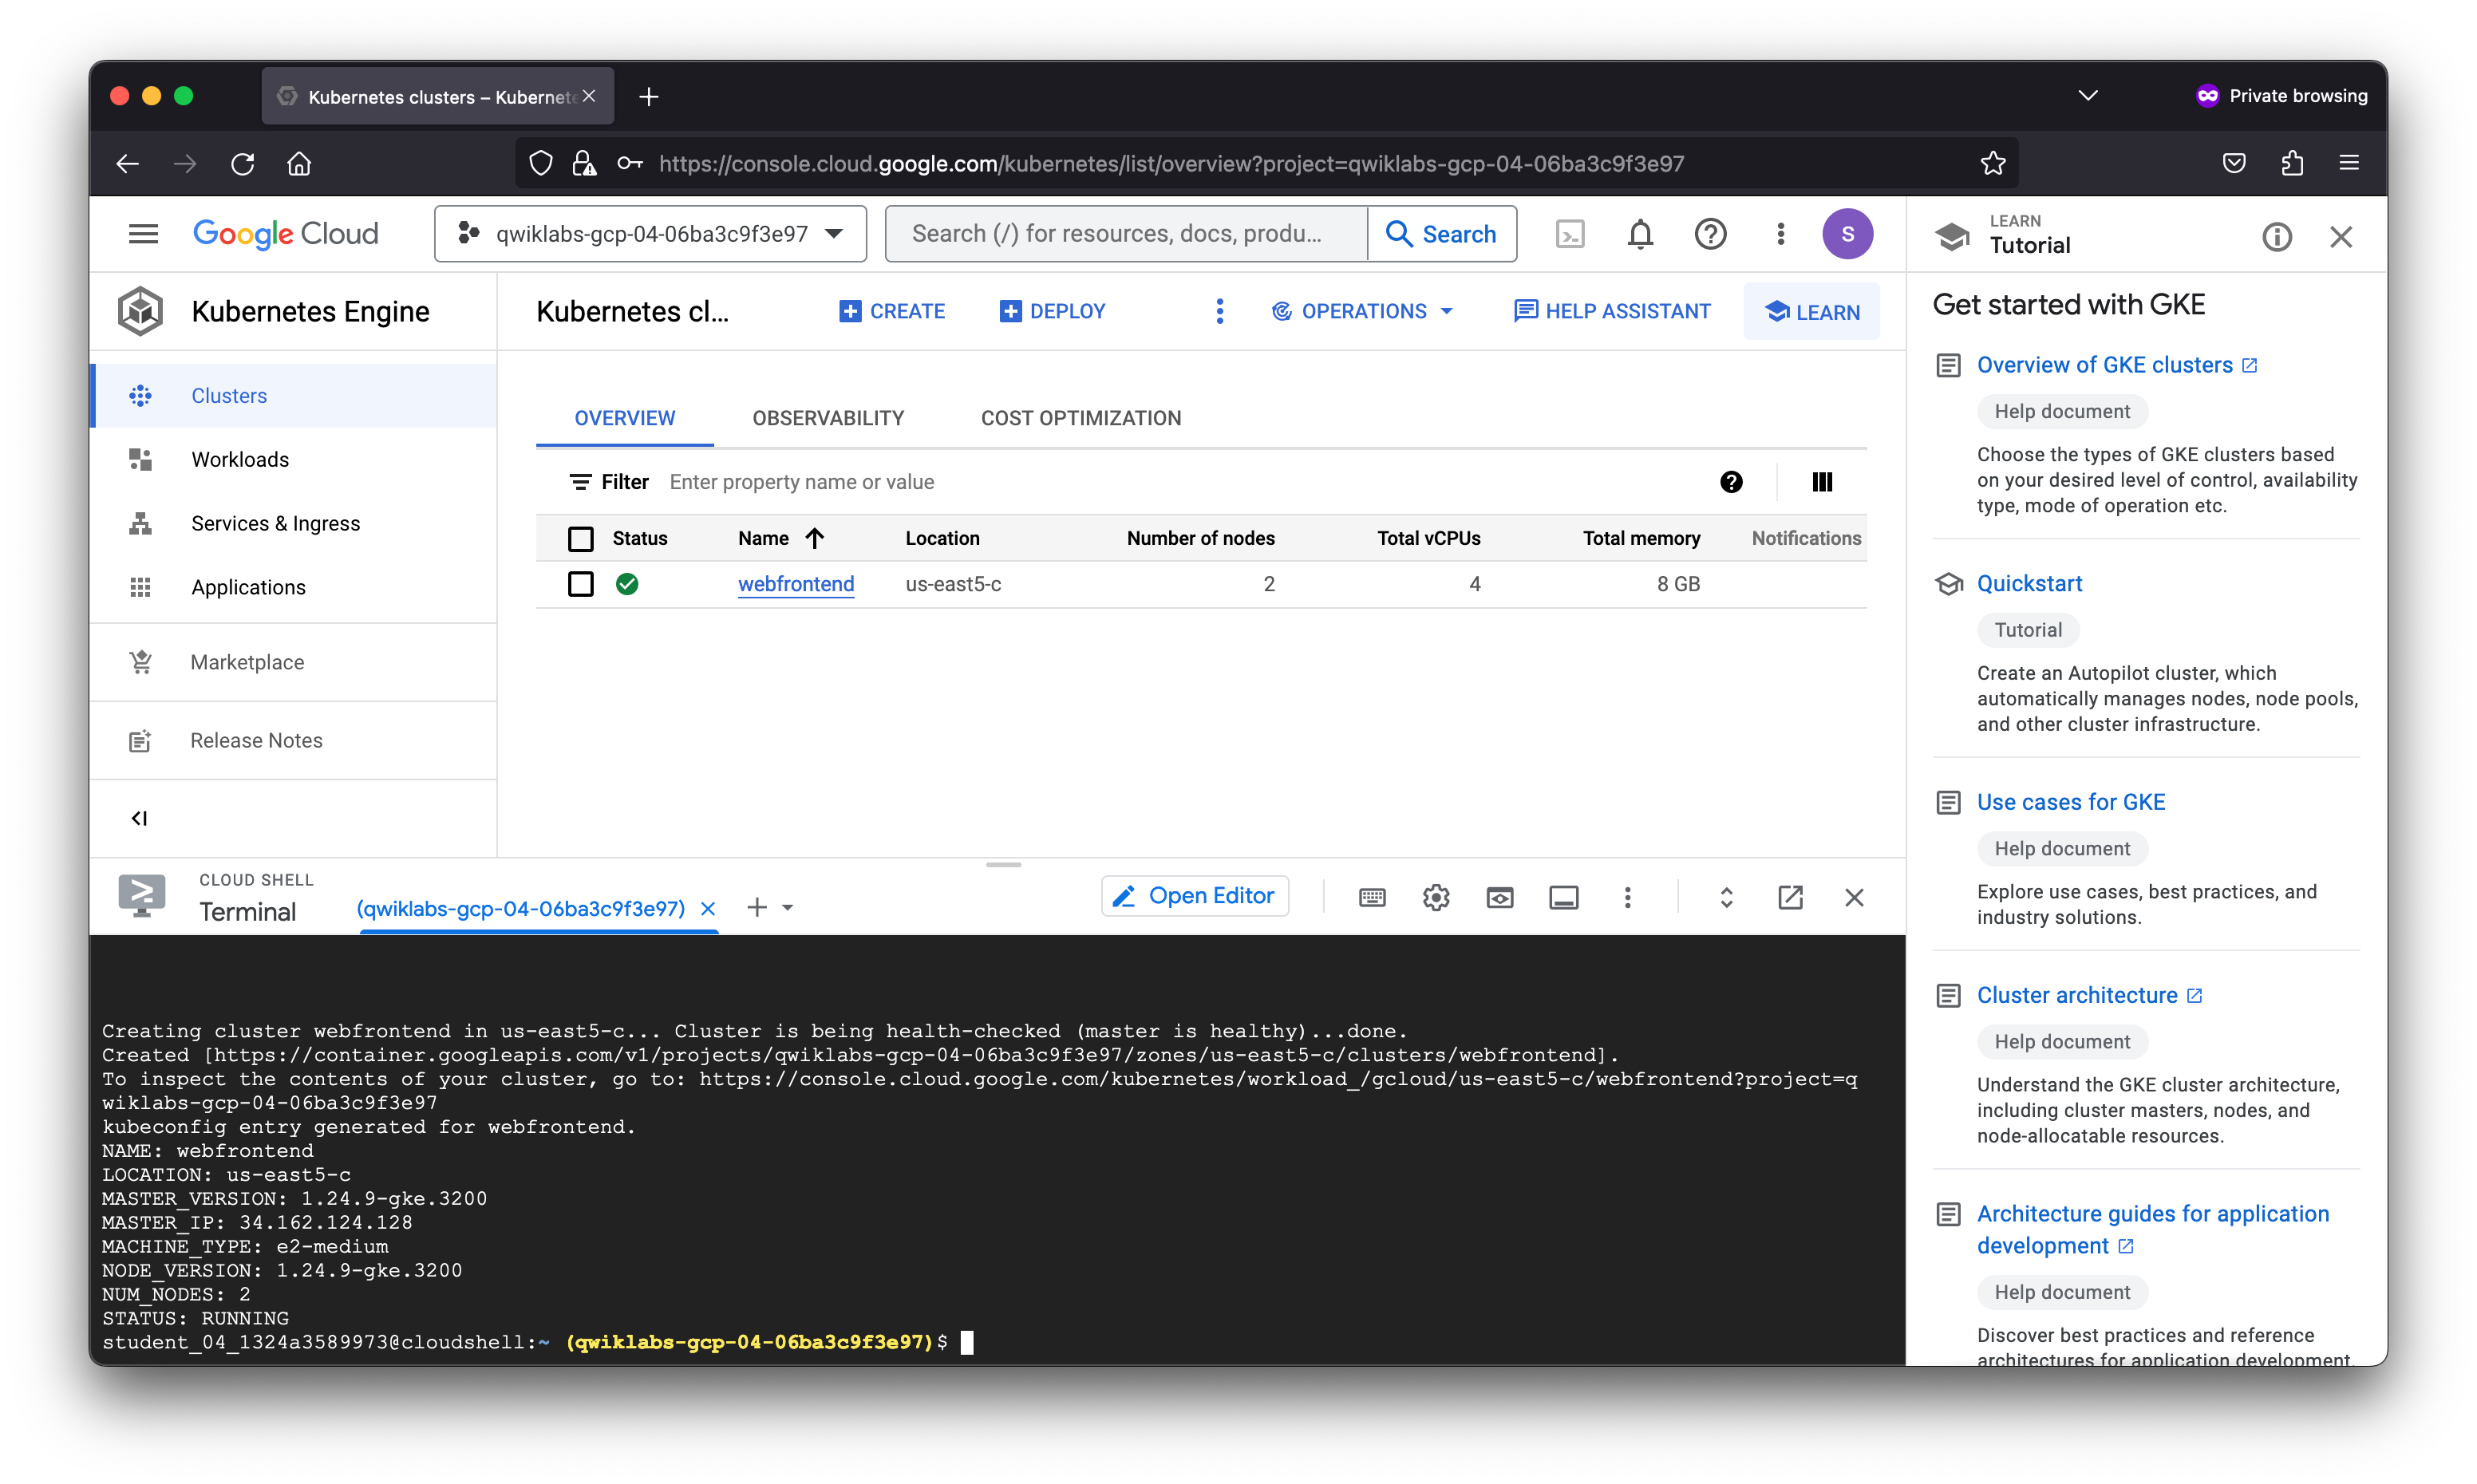 Kubernetes clusters – Kubernete
Private browsing
https://console.cloud.google.com/kubernetes/list/overview?project=qwiklabs-gcp-04-06ba3c9f3e97
Google Cloud
qwiklabs-gcp-04-06ba3c9f3e97
Search (/) for resources, docs, produ...
Search
S
LEARN
Tutorial
Kubernetes Engine
Kubernetes cl...
CREATE
DEPLOY
OPERATIONS
HELP ASSISTANT
LEARN
Clusters
Workloads
Services & Ingress
Applications
Marketplace
Release Notes
OVERVIEW
OBSERVABILITY
COST OPTIMIZATION
Filter Enter property name or value
Status Name Location Number of nodes Total vCPUs Total memory Notifications
webfrontend us-east5-c 2 4 8 GB
Get started with GKE
Overview of GKE clusters
Help document
Choose the types of GKE clusters based
on your desired level of control, availability
type, mode of operation etc.
Quickstart
Tutorial
Create an Autopilot cluster, which
automatically manages nodes, node pools,
and other cluster infrastructure.
Use cases for GKE
Help document
Explore use cases, best practices, and
industry solutions.
Cluster architecture
Help document
Understand the GKE cluster architecture,
including cluster masters, nodes, and
node-allocatable resources.
Architecture guides for application
development
Help document
Discover best practices and reference
architectures for application development.
CLOUD SHELL
Terminal
(qwiklabs-gcp-04-06ba3c9f3e97)
Open Editor
Creating cluster webfrontend in us-east5-c... Cluster is being health-checked (master is healthy)...done.
Created [https://container.googleapis.com/v1/projects/qwiklabs-gcp-04-06ba3c9f3e97/zones/us-east5-c/clusters/webfrontend].
To inspect the contents of your cluster, go to: https://console.cloud.google.com/kubernetes/workload_/gcloud/us-east5-c/webfrontend?project=q
wiklabs-gcp-04-06ba3c9f3e97
kubeconfig entry generated for webfrontend.
NAME: webfrontend
LOCATION: us-east5-c
MASTER_VERSION: 1.24.9-gke.3200
MASTER_IP: 34.162.124.128
MACHINE_TYPE: e2-medium
NODE_VERSION: 1.24.9-gke.3200
NUM_NODES: 2
STATUS: RUNNING
student_04_1324a3589973@cloudshell:~ (qwiklabs-gcp-04-06ba3c9f3e97)$